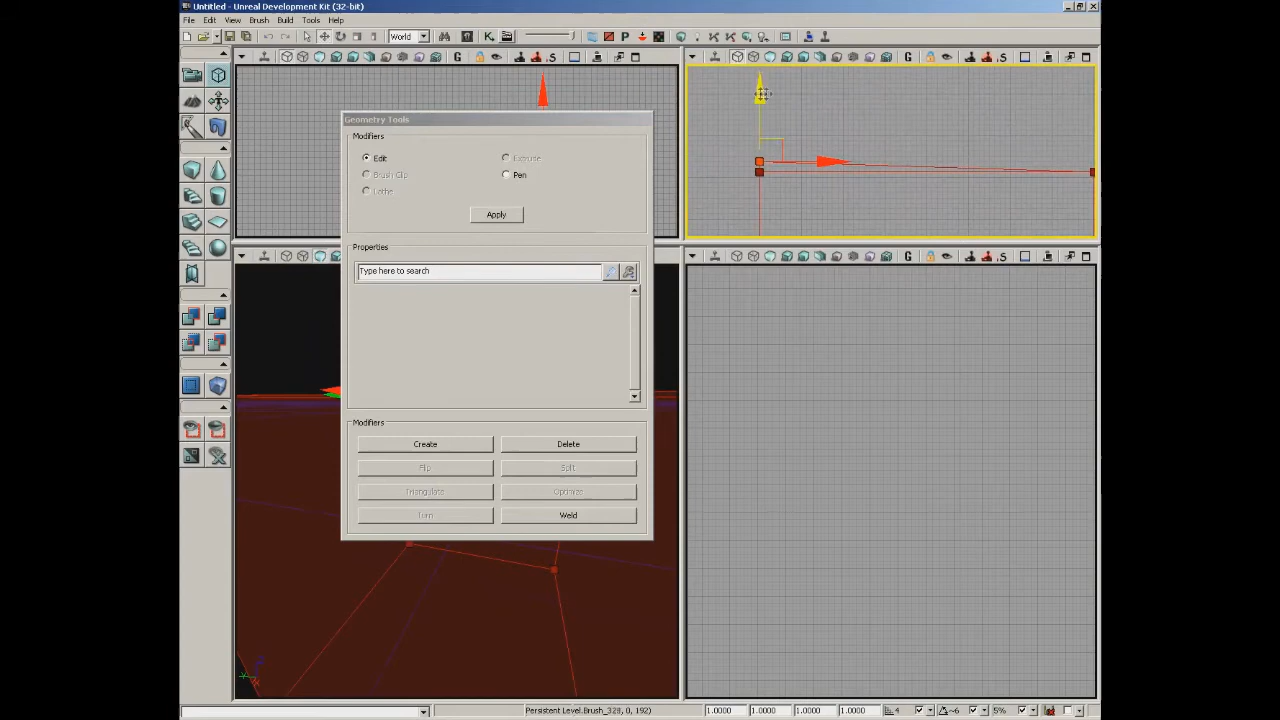 Untitled - Unreal Development Kit (32-bit)
File Edit View Brush Build Tools Help
World
Geometry Tools
Modifiers
Edit
Extrude
Brush Clip
Pen
Lathe
Apply
Properties
Type here to search
Modifiers
Create
Delete
Flip
Split
Triangulate
Optimize
Turn
Weld
Persistent Level.Brush_328, 0, 192)
1.0000 1.0000 1.0000 1.0000
4
~6
5%